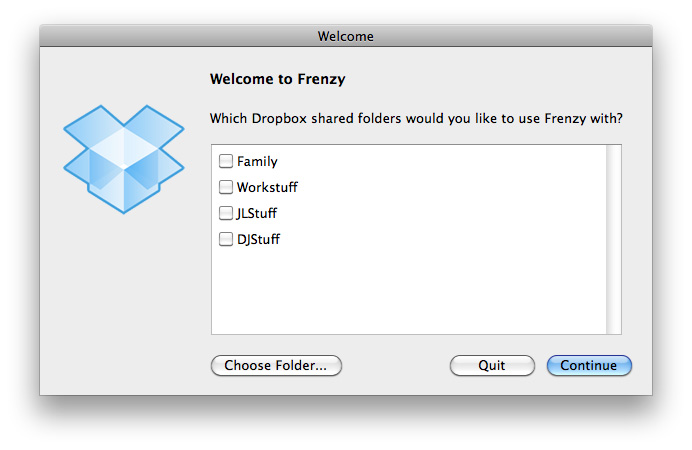 Welcome
Welcome to Frenzy
Which Dropbox shared folders would you like to use Frenzy with?
Family
Workstuff
JLStuff
DJStuff
Choose Folder...
Quit
Continue